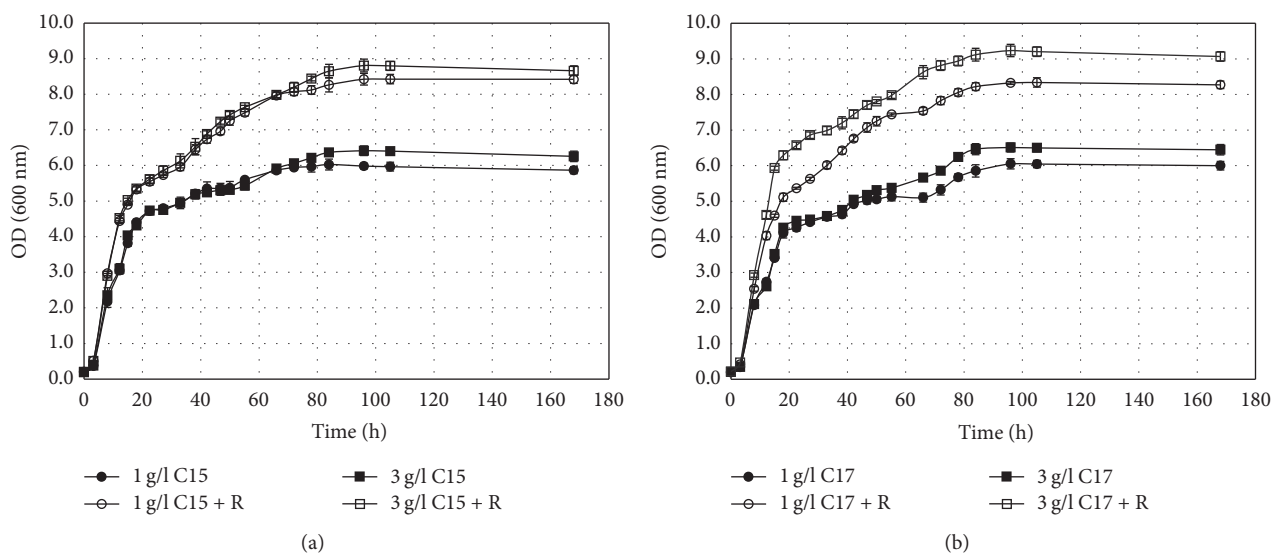 10.0
9.0
8.0
7.0
6.0
5.0
4.0
3.0
2.0
1.0
0.0
OD (600 nm)
0 20 40 60 80 100 120 140 160 180
Time (h)
1 g/l C15
3 g/l C15
1 g/l C15 + R
3 g/l C15 + R
(a)
10.0
9.0
8.0
7.0
6.0
5.0
4.0
3.0
2.0
1.0
0.0
OD (600 nm)
0 20 40 60 80 100 120 140 160 180
Time (h)
1 g/l C17
3 g/l C17
1 g/l C17 + R
3 g/l C17 + R
(b)